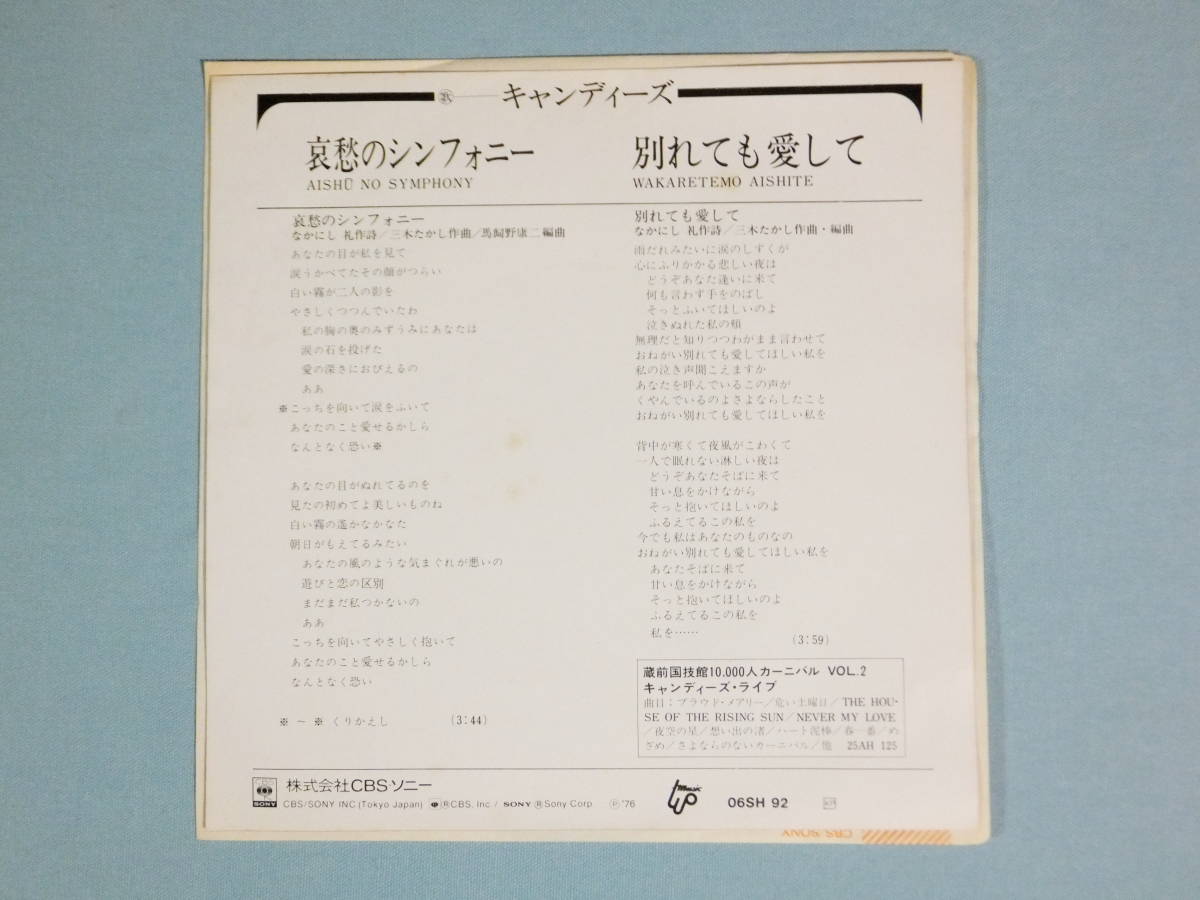 歌 キャンディーズ
哀愁のシンフォニー
AISHŪ NO SYMPHONY
哀愁のシンフォニー
なかにし 礼作詩/三木たかし作曲/馬飼野康二編曲
あなたの目が私を見て
涙うかべてたその顔がつらい
白い霧が二人の影を
やさしくつつんでいたわ
私の胸の奥のみずうみにあなたは
涙の石を投げた
愛の深さにおびえるの
ああ
※こっちを向いて涙をふいて
あなたのこと愛せるかしら
なんとなく恐い※
あなたの目がぬれてるのを
見たの初めてよ美しいものね
白い霧の遙かなかなた
朝日がもえてるみたい
あなたの風のような気まぐれが悪いの
遊びと恋の区別
まだまだ私つかないの
ああ
こっちを向いてやさしく抱いて
あなたのこと愛せるかしら
なんとなく恐い
※ ~ ※ くりかえし (3:44)
別れても愛して
WAKARETEMO AISHITE
別れても愛して
なかにし 礼作詩/三木たかし作曲・編曲
雨だれみたいに涙のしずくが
心にふりかかる悲しい夜は
どうぞあなた逢いに来て
何も言わず手をのばし
そっとふいてほしいのよ
泣きぬれた私の頬
無理だと知りつつわがまま言わせて
おねがい別れても愛してほしい私を
私の泣き声聞こえますか
あなたを呼んでいるこの声が
くやんでいるのよさよならしたこと
おねがい別れても愛してほしい私を
背中が寒くて夜風がこわくて
一人で眠れない淋しい夜は
どうぞあなたそばに来て
甘い息をかけながら
そっと抱いてほしいのよ
ふるえてるこの私を
今でも私はあなたのものなの
おねがい別れても愛してほしい私を
あなたそばに来て
甘い息をかけながら
そっと抱いてほしいのよ
ふるえてるこの私を
私を…… (3:59)
蔵前国技館10,000人カーニバル VOL.2
キャンディーズ・ライブ
曲目:プラウド・メアリー/危い土曜日/THE HOU-
SE OF THE RISING SUN/NEVER MY LOVE
/夜空の星/想い出の渚/ハート泥棒/春一番/め
ざめ/さよならのないカーニバル/他 25AH 125
SONY 株式会社CBS・ソニー
CBS/SONY INC (Tokyo Japan) ®CBS. Inc./SONY ®Sony Corp Ⓟ'76
music 06SH 92
CBS SONY